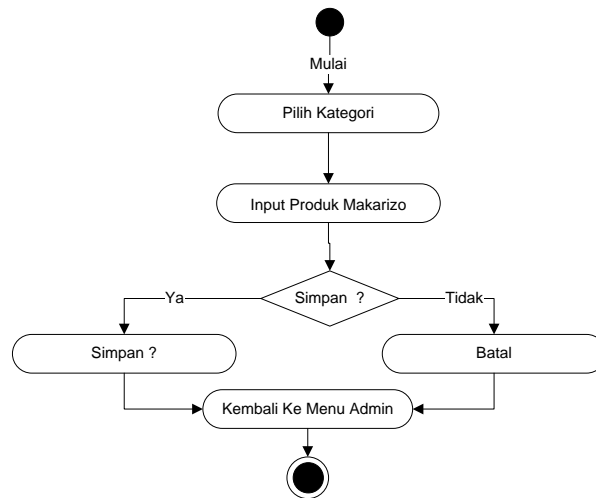 Mulai
Pilih Kategori
Input Produk Makarizo
Simpan ?
Ya
Tidak
Simpan ?
Batal
Kembali Ke Menu Admin